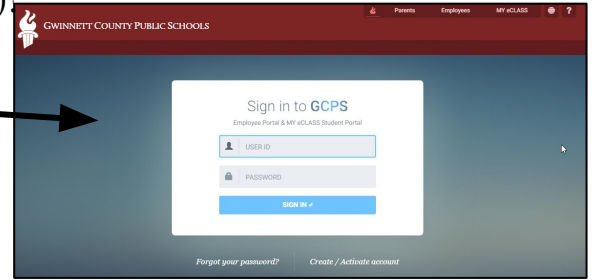 ).
Parents Employees MY eCLASS ?
GWINNETT COUNTY PUBLIC SCHOOLS
Sign in to GCPS
Employee Portal & MY eCLASS Student Portal
USER ID
PASSWORD
SIGN IN
Forgot your password? Create / Activate account